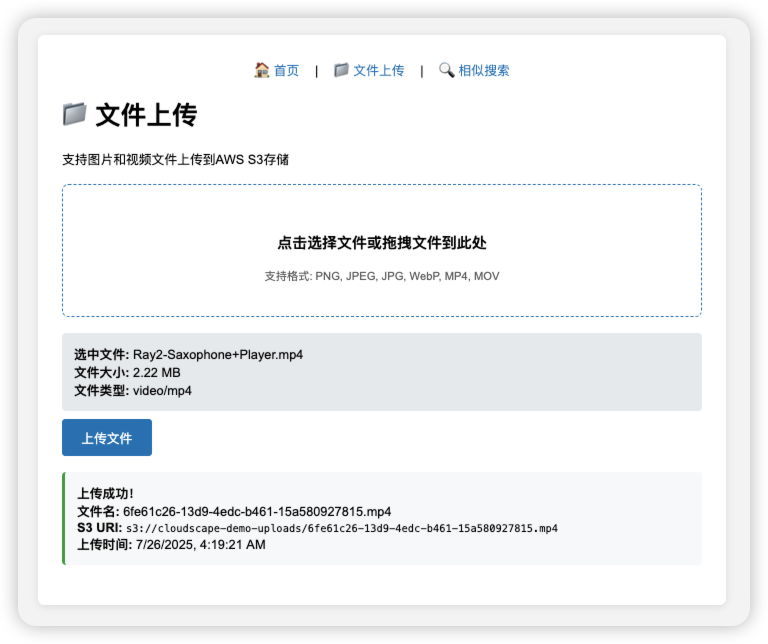 🏠 首页 | 📁 文件上传 | 🔍 相似搜索
📁 文件上传
支持图片和视频文件上传到AWS S3存储
点击选择文件或拖拽文件到此处
支持格式: PNG, JPEG, JPG, WebP, MP4, MOV
选中文件: Ray2-Saxophone+Player.mp4
文件大小: 2.22 MB
文件类型: video/mp4
上传文件
上传成功!
文件名: 6fe61c26-13d9-4edc-b461-15a580927815.mp4
S3 URI: s3://cloudscape-demo-uploads/6fe61c26-13d9-4edc-b461-15a580927815.mp4
上传时间: 7/26/2025, 4:19:21 AM